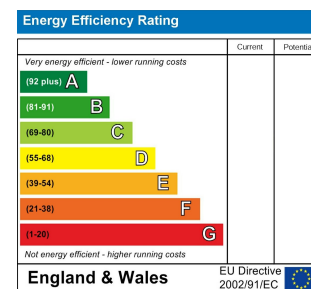 Energy Efficiency Rating
Current Potentia
Very energy efficient - lower running costs
(92 plus) A
(81-91) B
(69-80) C
(55-68) D
(39-54) E
(21-38) F
(1-20) G
Not energy efficient - higher running costs
England & Wales
EU Directive
2002/91/EC